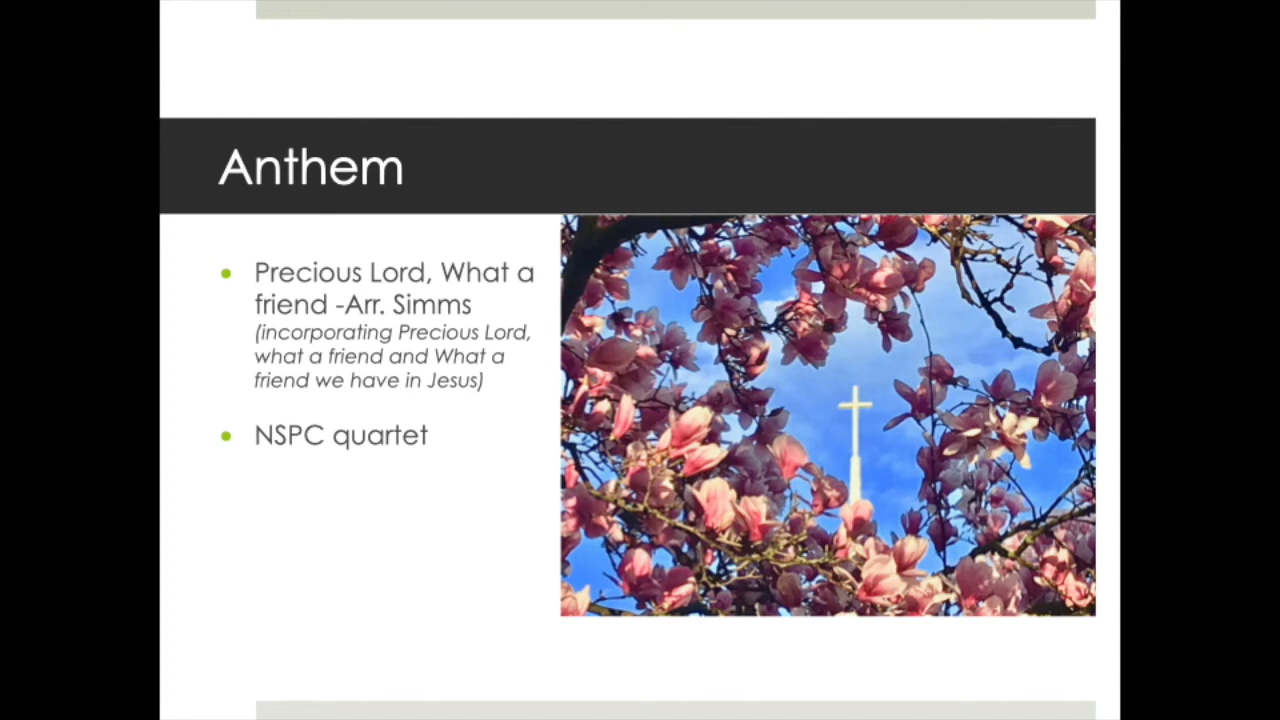 Anthem
Precious Lord, What a
friend -Arr. Simms
(incorporating Precious Lord,
what a friend and What a
friend we have in Jesus)
NSPC quartet